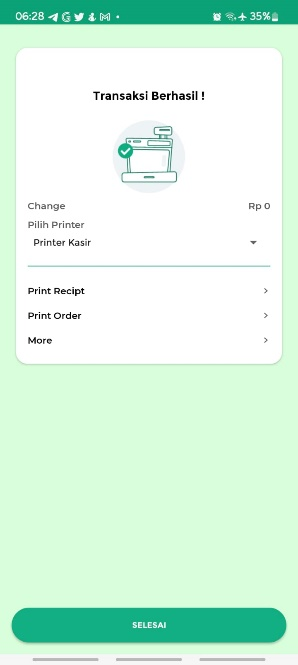 06:28
35%
Transaksi Berhasil !
Change Rp 0
Pilih Printer
Printer Kasir
Print Recipt
Print Order
More
SELESAI